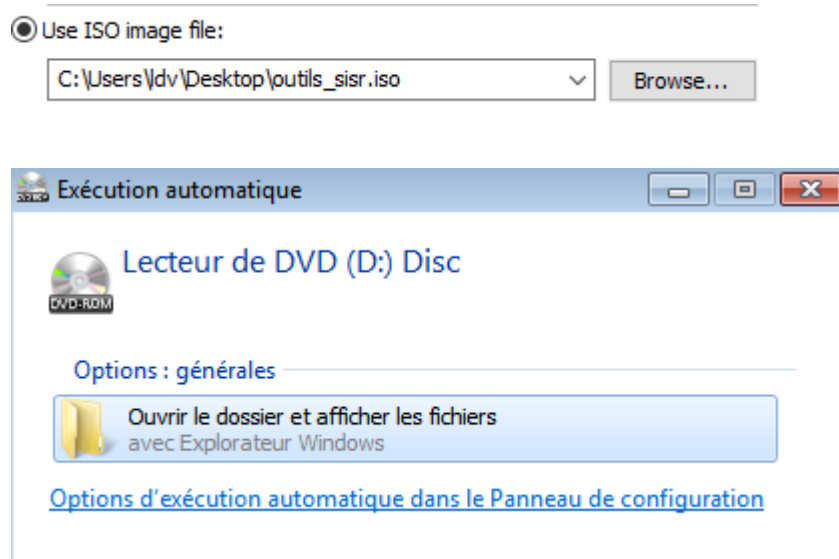 Use ISO image file:
C:\Users\ldv\Desktop\outils_sisr.iso
Browse...
Exécution automatique
Lecteur de DVD (D:) Disc
DVD-ROM
Options : générales
Ouvrir le dossier et afficher les fichiers
avec Explorateur Windows
Options d'exécution automatique dans le Panneau de configuration